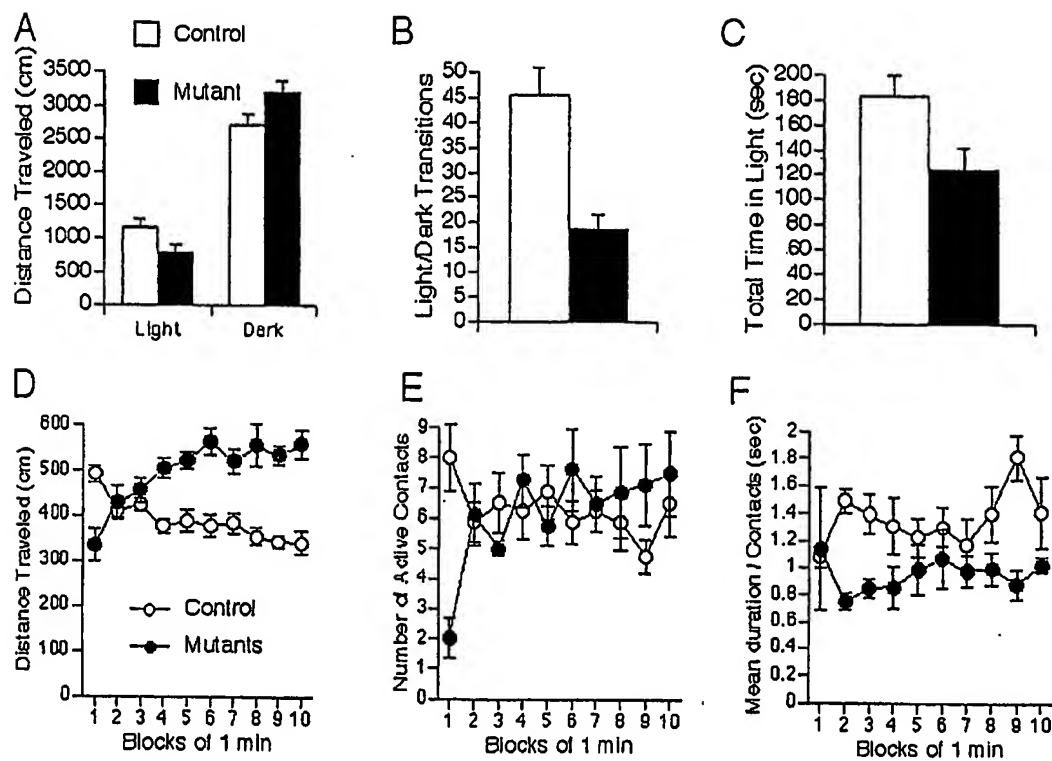 A
Control
Mutant
Distance Traveled (cm)
3500
3000
2500
2000
1500
1000
500
0
Light Dark
B
Light/Dark Transitions
50
45
40
35
30
25
20
15
10
5
0
C
Total Time in Light (sec)
200
180
160
140
120
100
80
60
40
20
0
D
Distance Traveled (cm)
600
500
400
300
400
300
200
100
0
Control
Mutants
1 2 3 4 5 6 7 8 9 10
Blocks of 1 min
E
Number of Active Contacts
9
8
7
6
5
4
3
2
1
0
1 2 3 4 5 6 7 8 9 10
Blocks of 1 min
F
Mean duration / Contacts (sec)
2
1.8
1.6
1.4
1.2
1
0.8
0.6
0.4
0.2
0
1 2 3 4 5 6 7 8 9 10
Blocks of 1 min